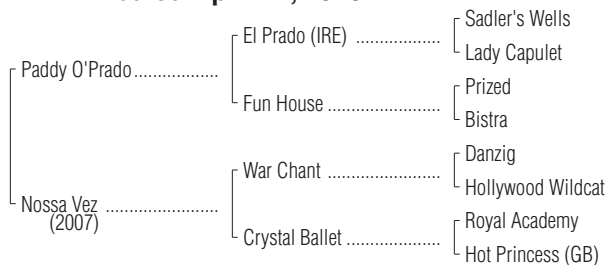 Sadler's Wells
El Prado (IRE) ....................
Lady Capulet
Paddy O'Prado....................
Prized
Fun House .........................
Bistra
Danzig
War Chant .........................
Hollywood Wildcat
Nossa Vez .........................
(2007)
Royal Academy
Crystal Ballet ....................
Hot Princess (GB)